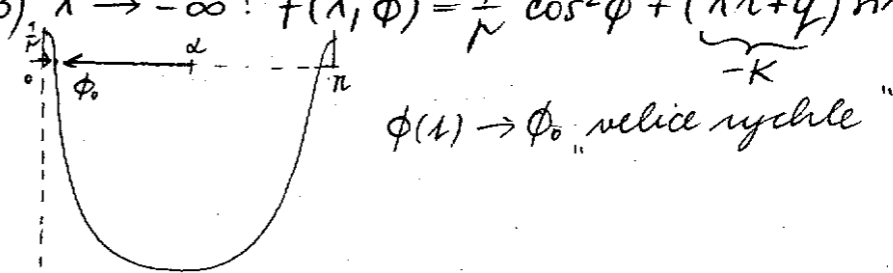 λ → -∞ : f(s, φ) = 1/p cos²φ + (λr+q) sin
-K
1/p
α
0
φ₀
π
φ(s) → φ₀ „velice rychle"